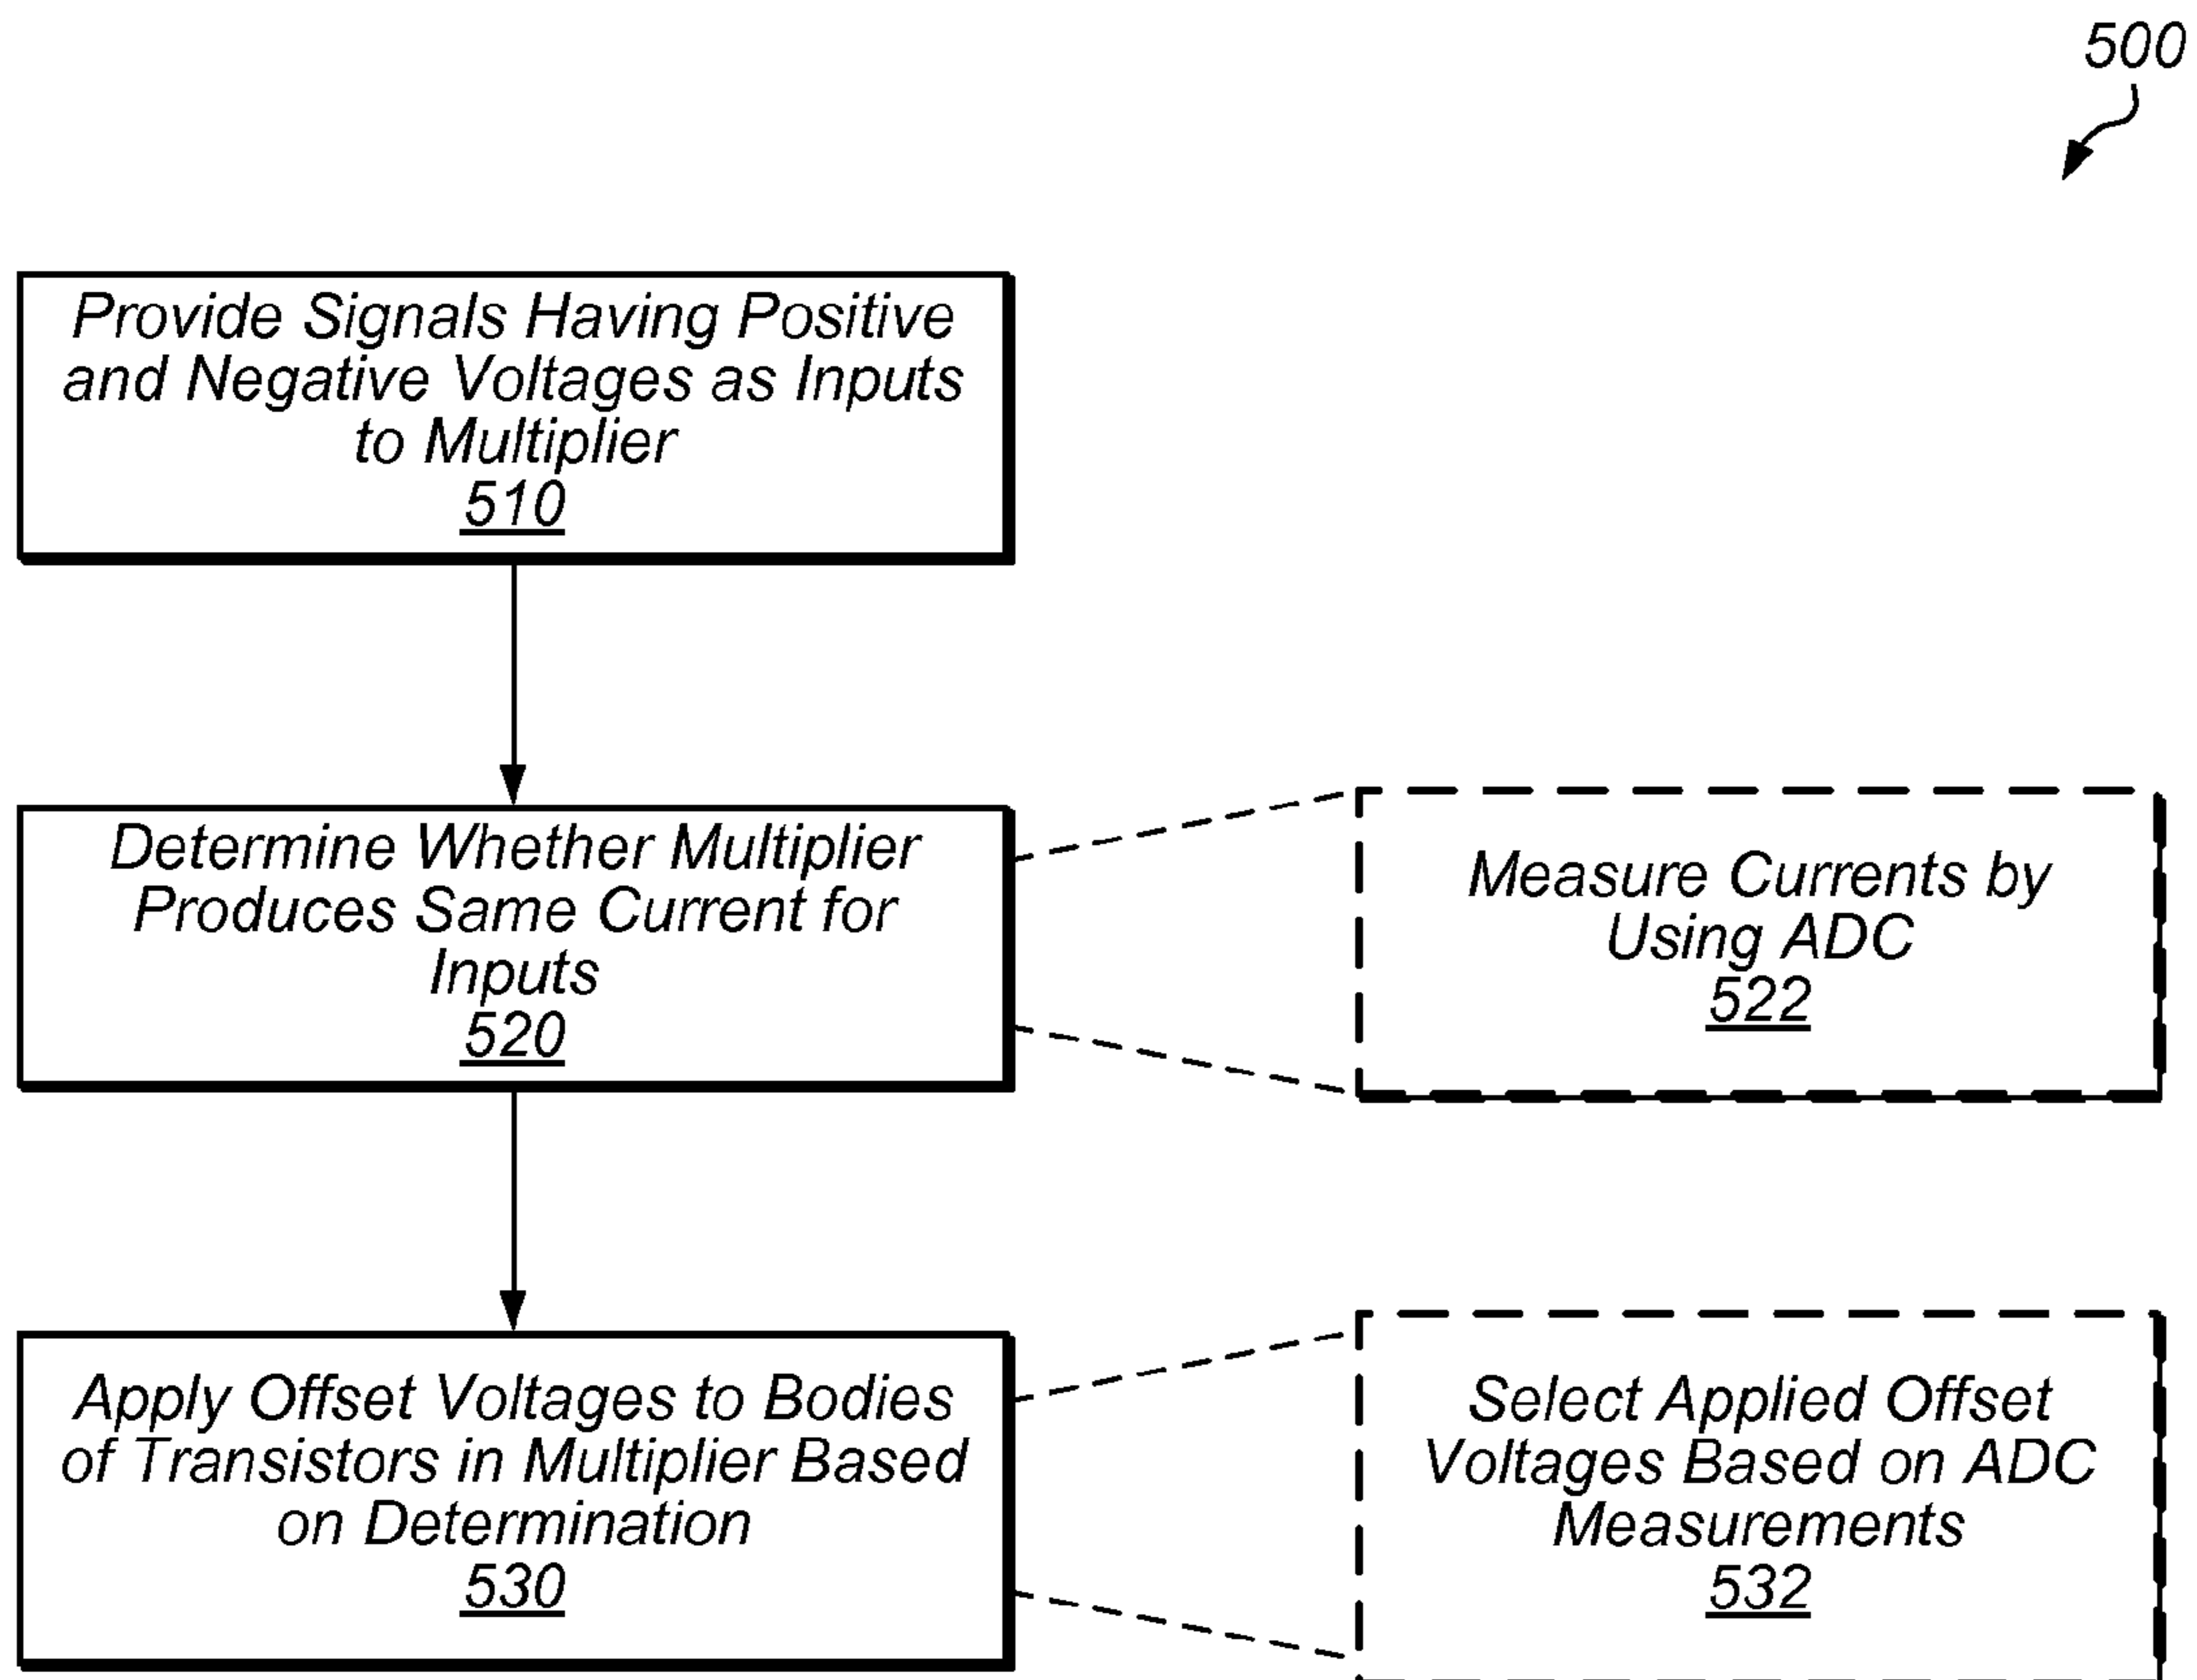 500
Provide Signals Having Positive
and Negative Voltages as Inputs
to Multiplier
510
Determine Whether Multiplier
Produces Same Current for
Inputs
520
Measure Currents by
Using ADC
522
Apply Offset Voltages to Bodies
of Transistors in Multiplier Based
on Determination
530
Select Applied Offset
Voltages Based on ADC
Measurements
532